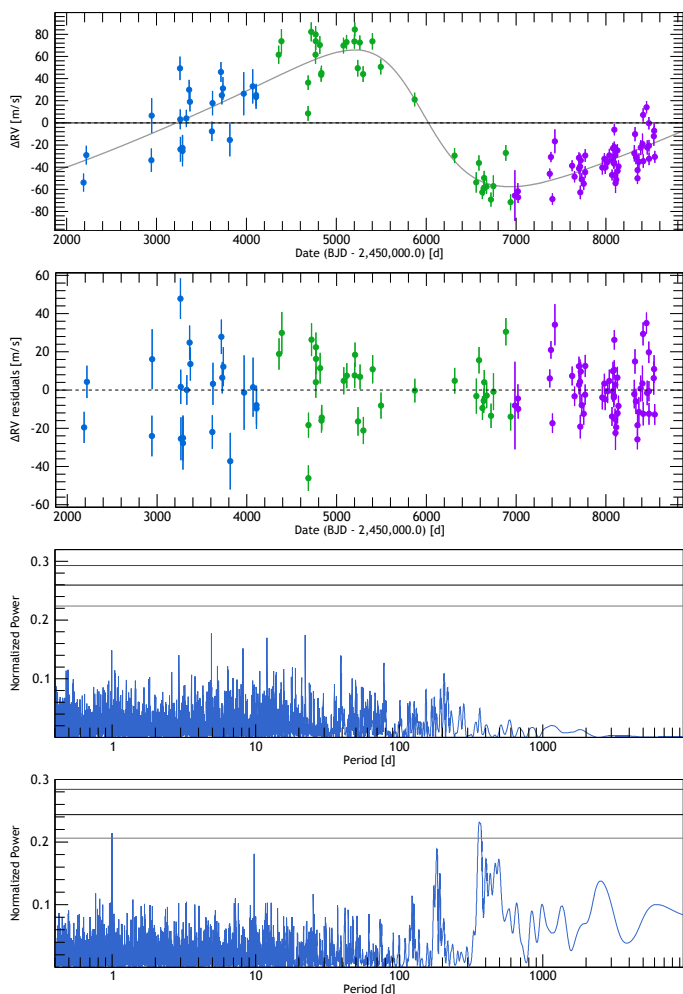 80
60
40
20
0
-20
-40
-60
-80
ΔRV [m/s]
2000 3000 4000 5000 6000 7000 8000
Date (BJD - 2,450,000.0) [d]
60
40
20
0
-20
-40
-60
ΔRV residuals [m/s]
2000 3000 4000 5000 6000 7000 8000
Date (BJD - 2,450,000.0) [d]
0.3
0.2
0.1
Normalized Power
1 10 100 1000
Period [d]
0.3
0.2
0.1
Normalized Power
1 10 100 1000
Period [d]